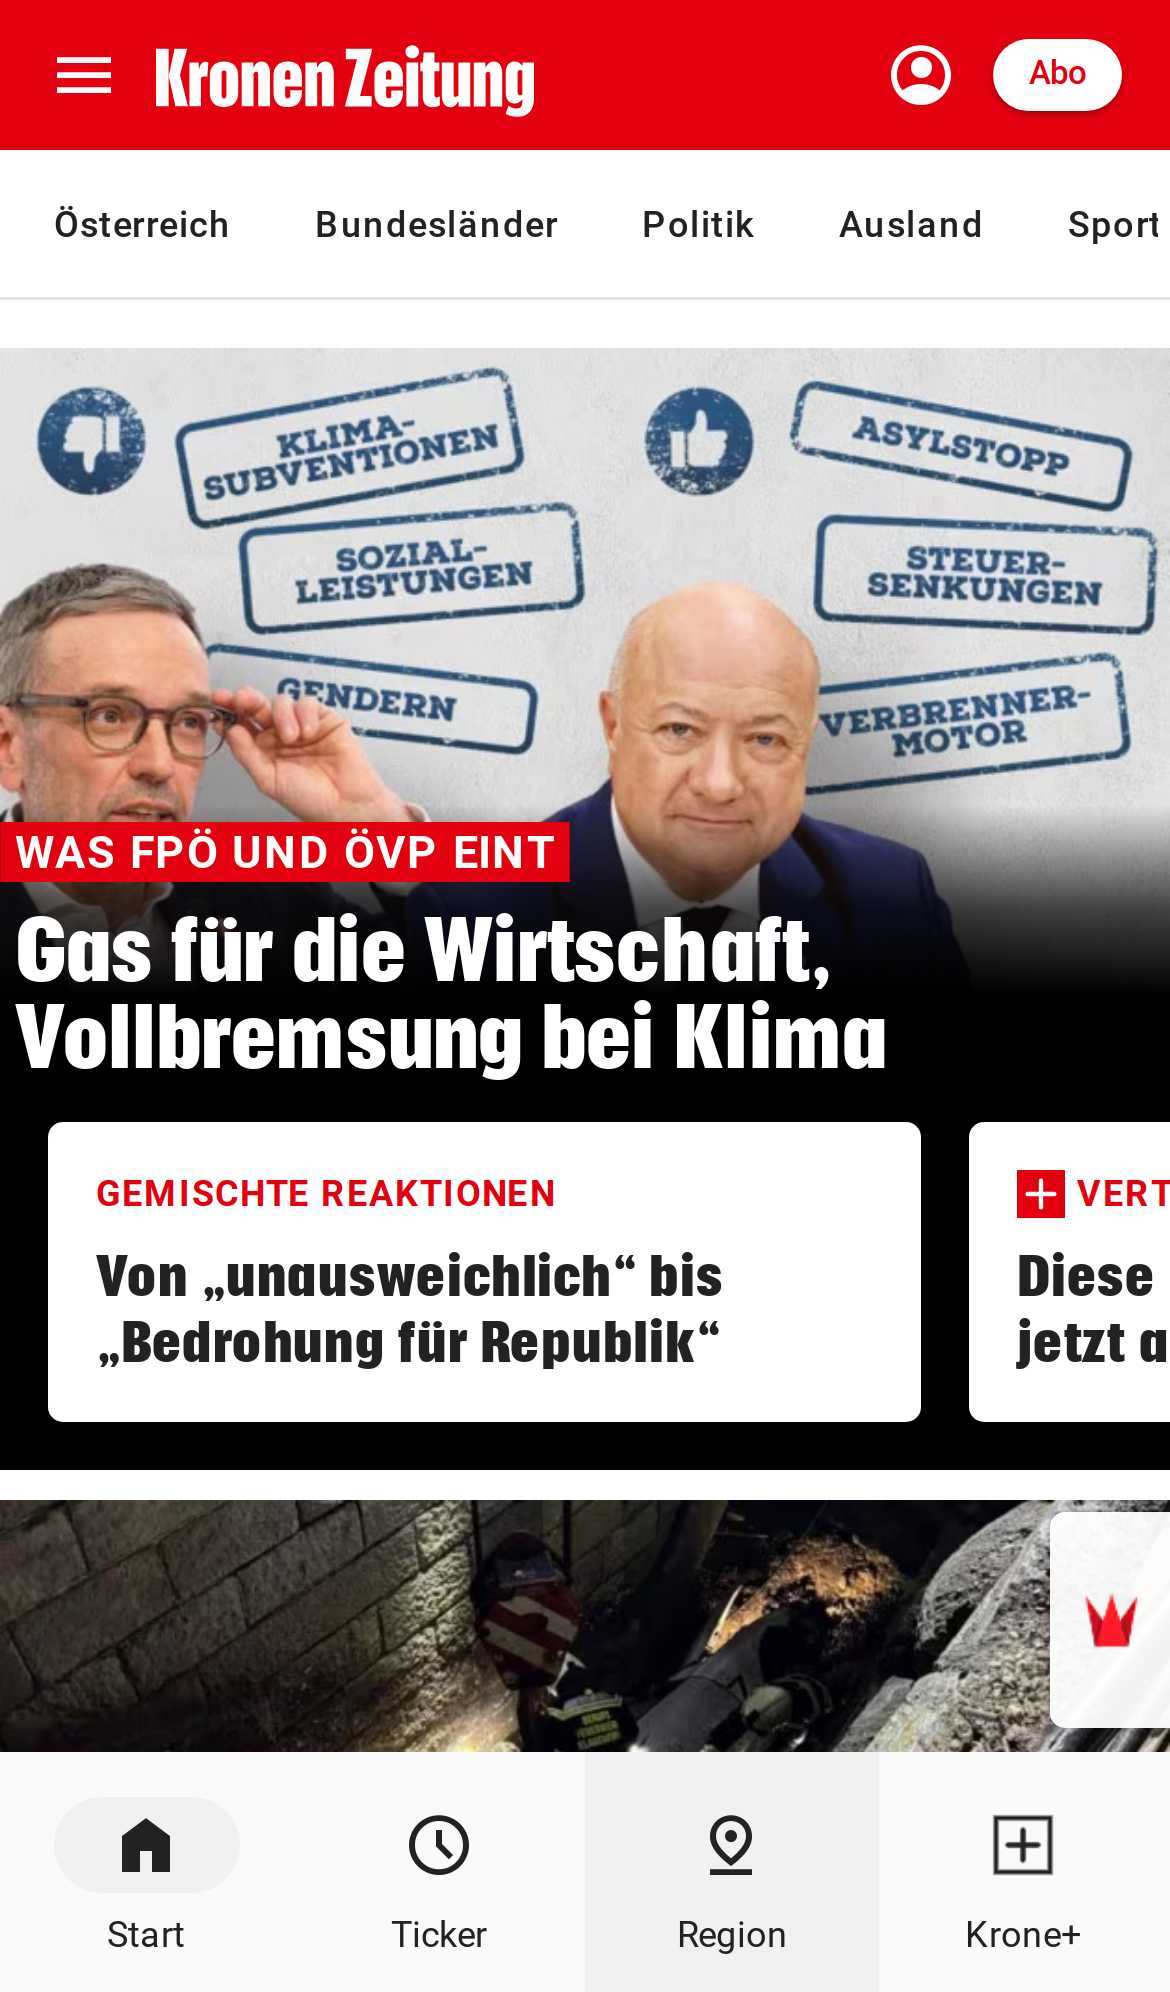 Kronen Zeitung
Abo
Österreich
Bundesländer
Politik
Ausland
Sport
KLIMA-
SUBVENTIONEN
SOZIAL-
LEISTUNGEN
GENDERN
ASYLSTOPP
STEUER-
SENKUNGEN
VERBRENNER-
MOTOR
WAS FPÖ UND ÖVP EINT
Gas für die Wirtschaft,
Vollbremsung bei Klima
GEMISCHTE REAKTIONEN
Von „unausweichlich“ bis
„Bedrohung für Republik“
VERT
Diese
jetzt a
Start
Ticker
Region
Krone+